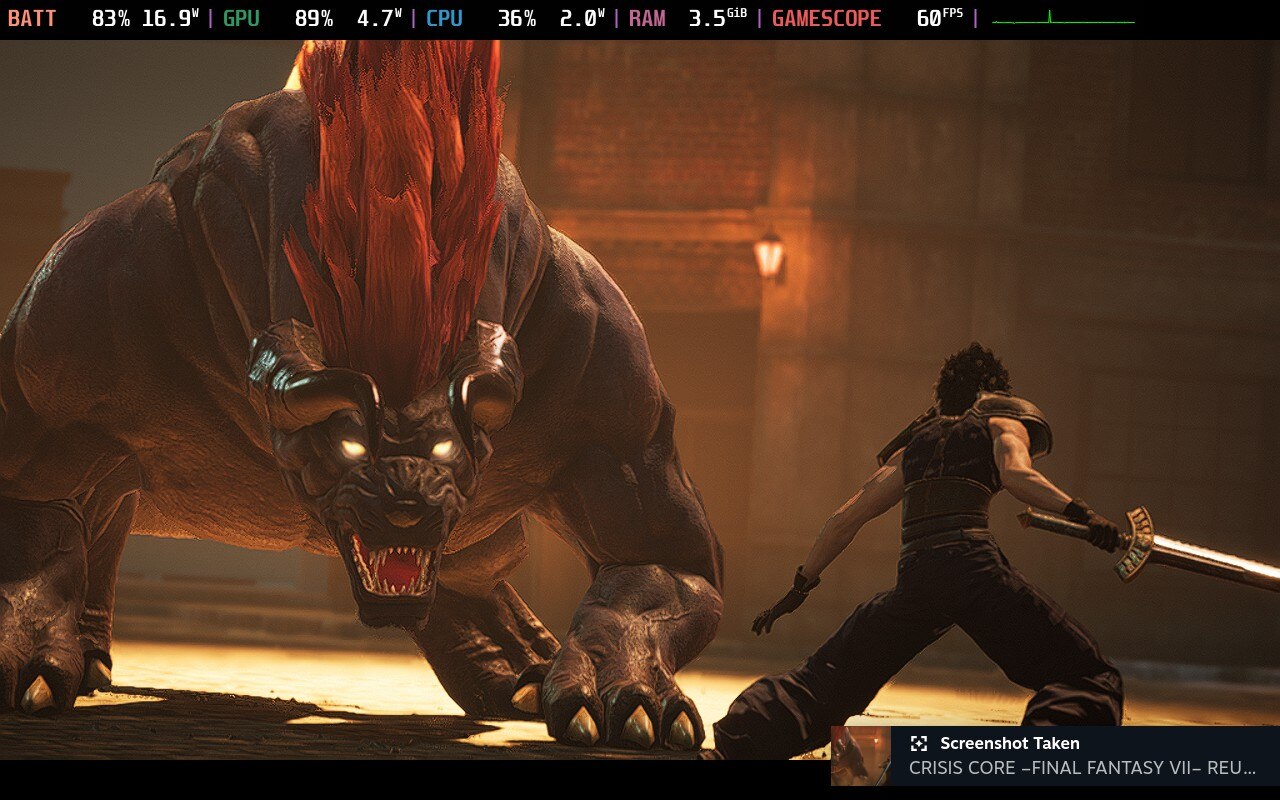 BATT 83% 16.9W | GPU 89% 4.7W | CPU 36% 2.0W | RAM 3.5GiB | GAMESCOPE 60FPS |
Screenshot Taken
CRISIS CORE –FINAL FANTASY VII– REU...